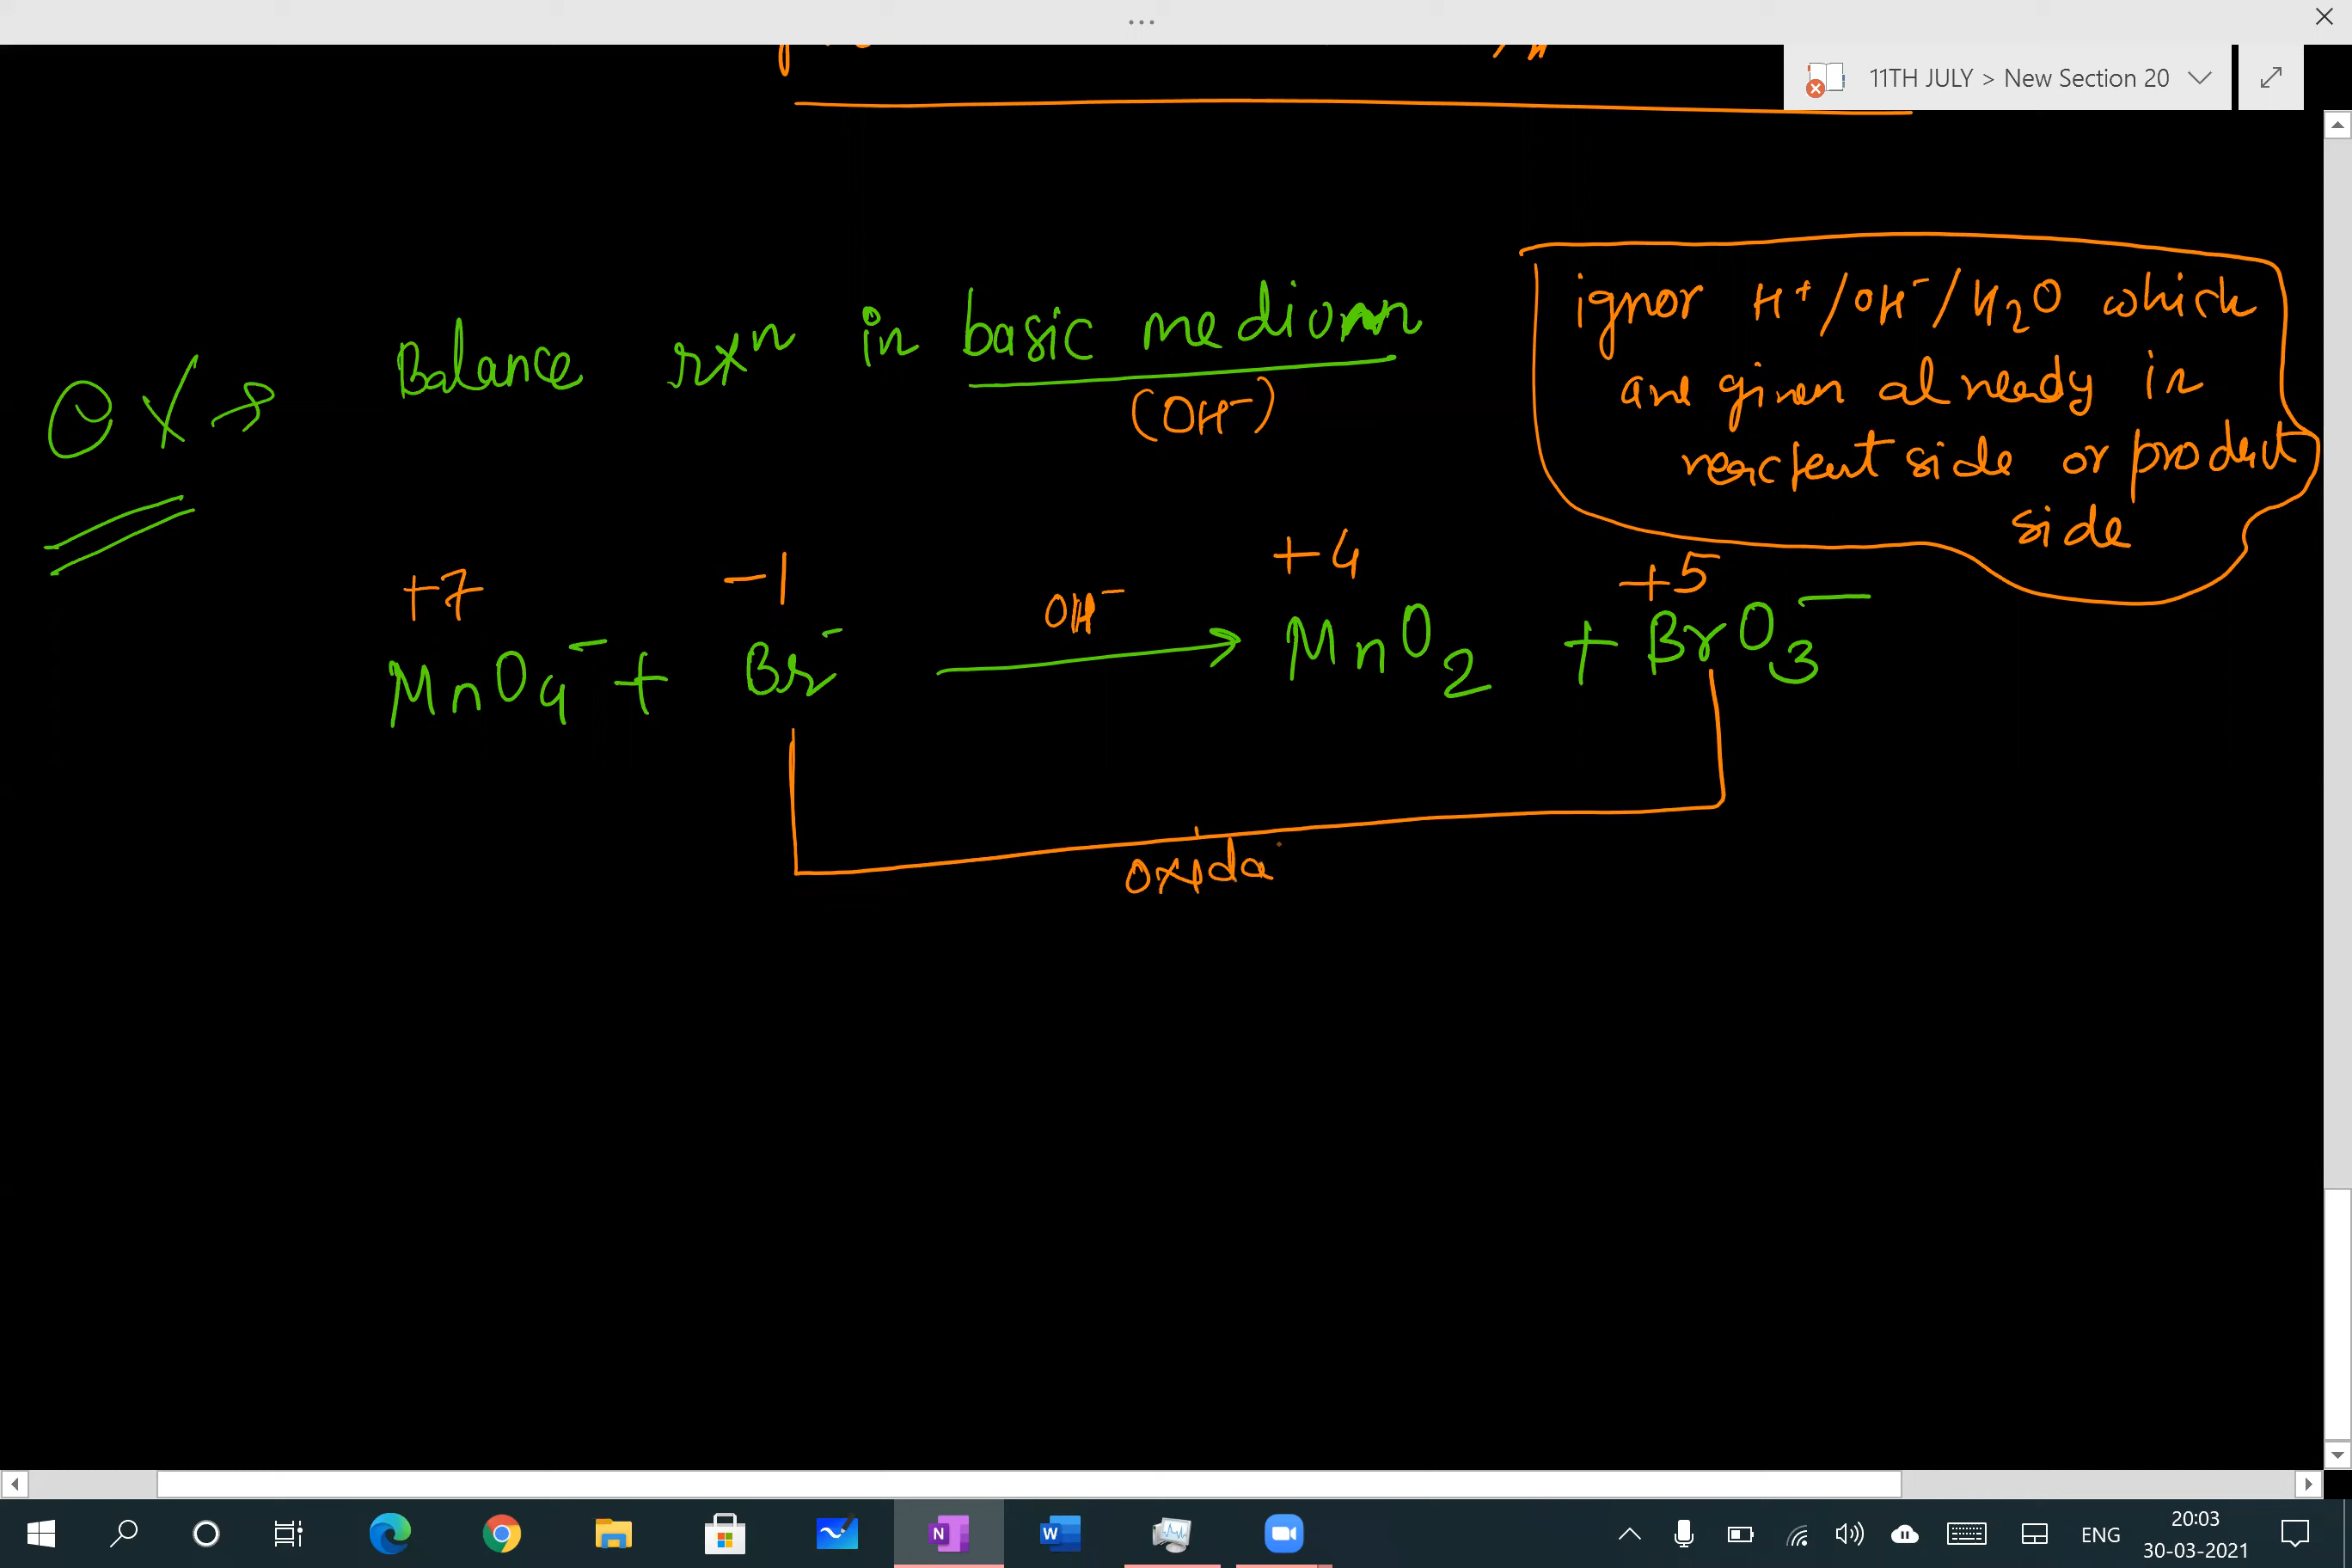 11TH JULY > New Section 20
ex→
Balance rxⁿ in basic medium
(OH⁻)
ignor H⁺/OH⁻/H₂O which
are given already in
reactent side or product
side
+7 -1 OH⁻ +4 +5
MnO₄⁻ + Br⁻ ⟶ MnO₂ + BrO₃⁻
oxida
ENG
20:03
30-03-2021